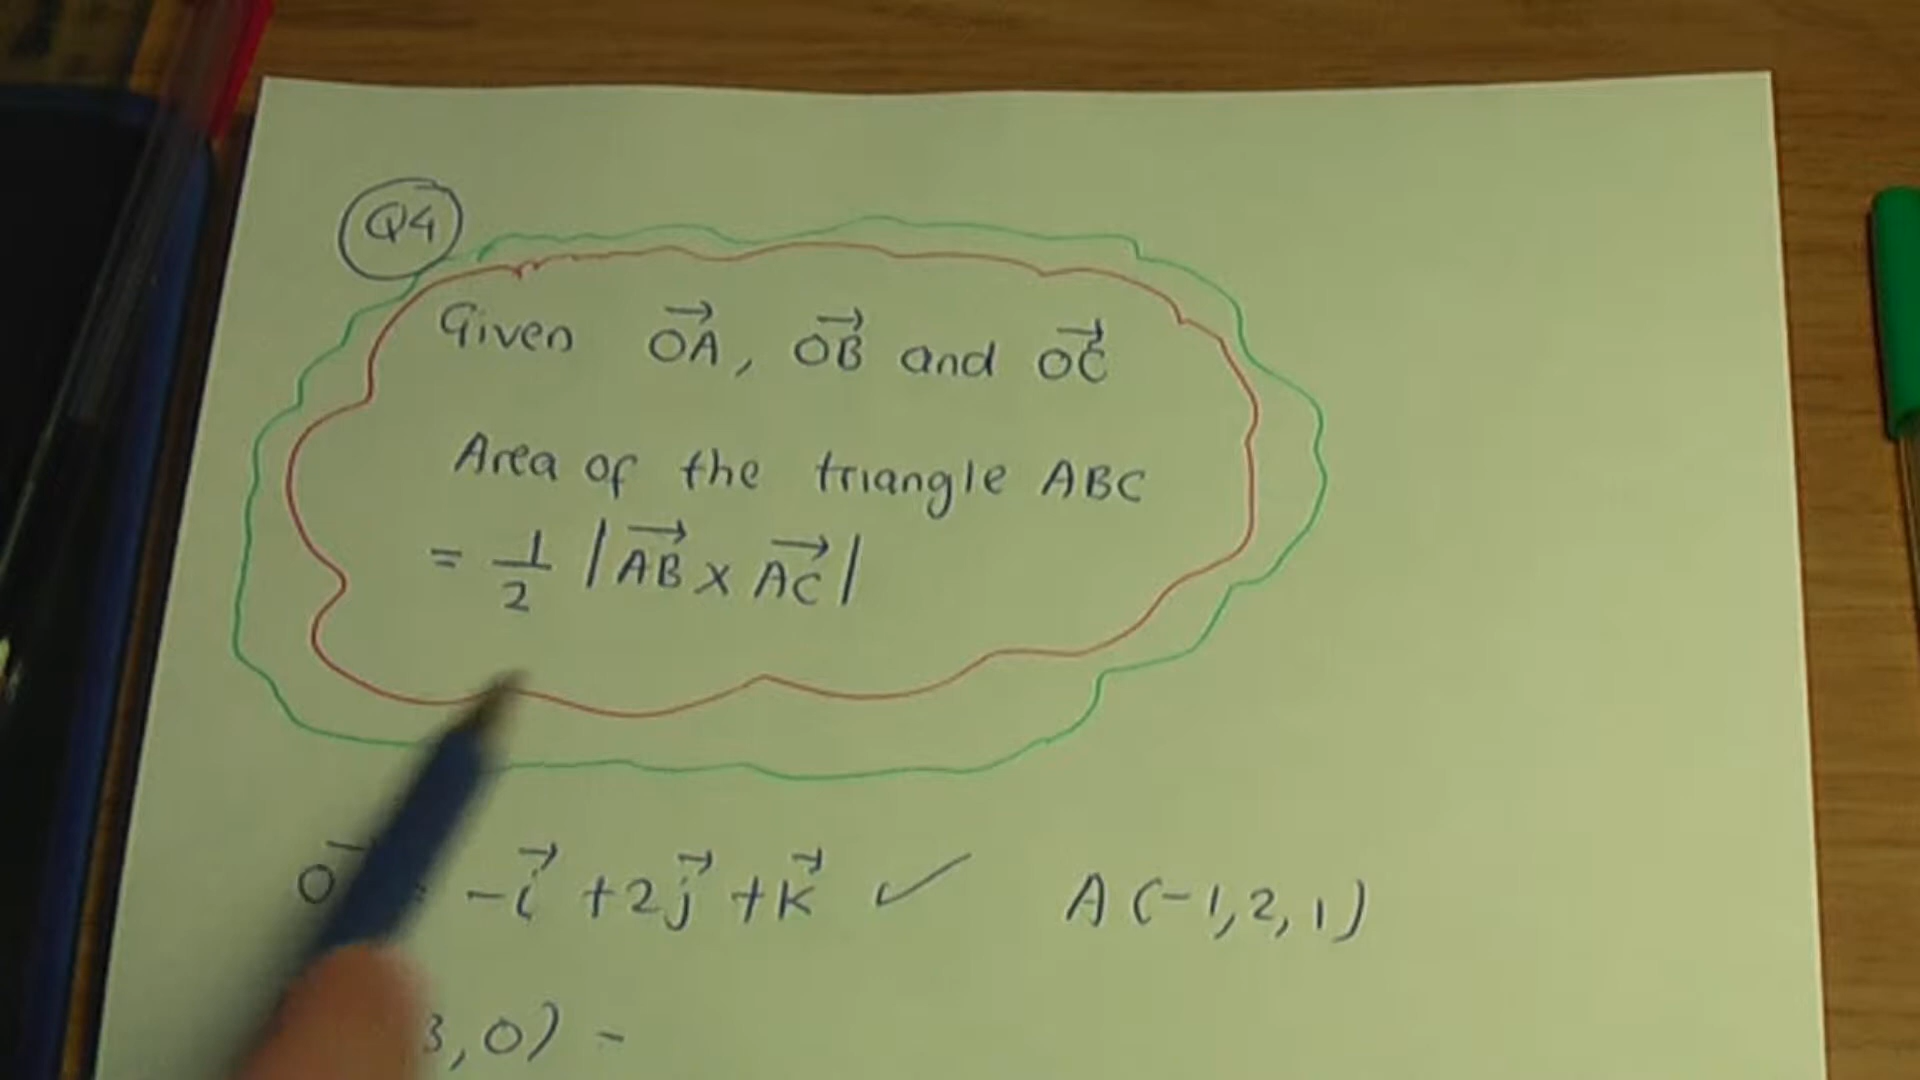 Q4
Given OA⃗, OB⃗ and OC⃗
Area of the triangle ABC
= 1/2 |AB⃗ × AC⃗|
= -i⃗ + 2j⃗ + k⃗ ✓ A(-1,2,1)
3,0) -